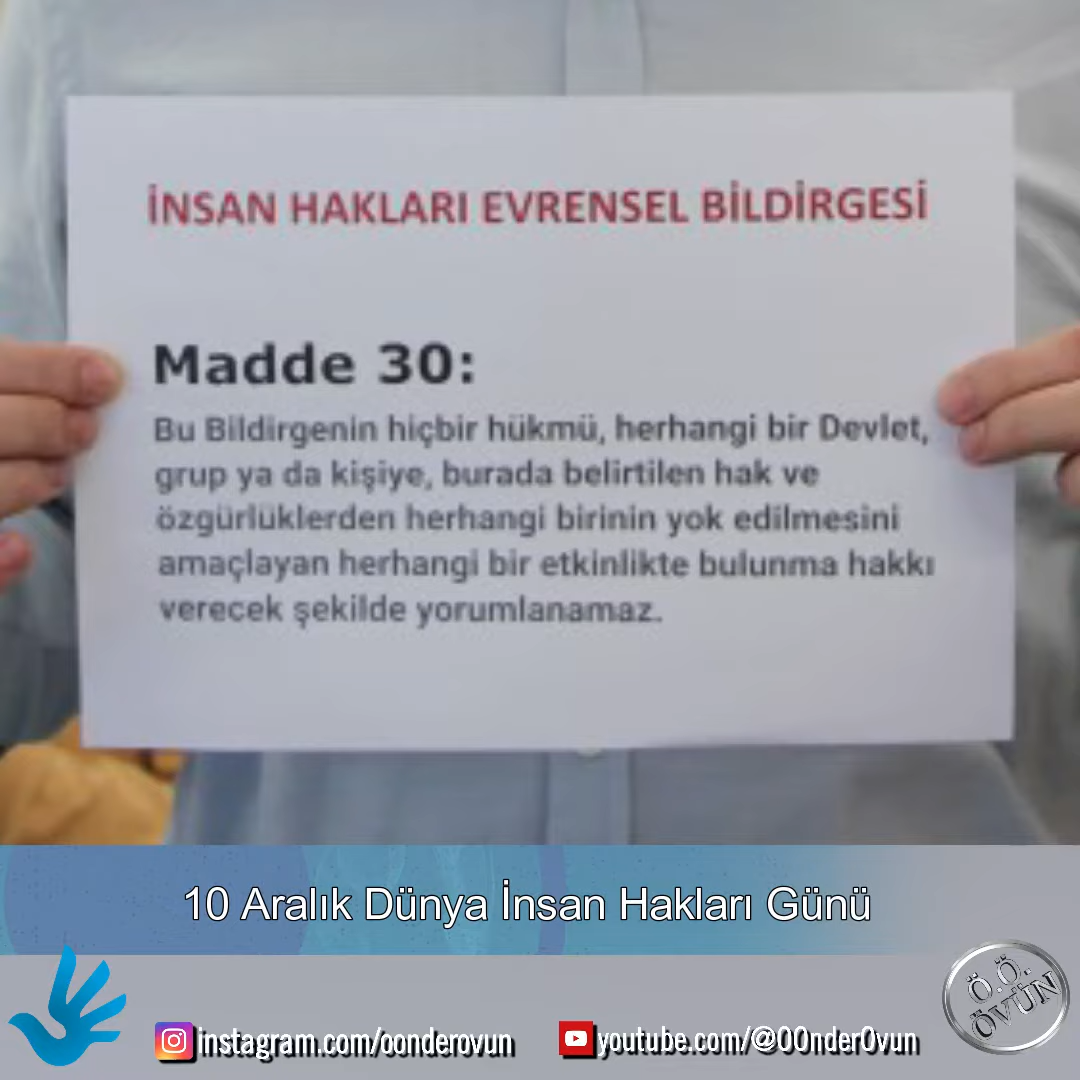 İNSAN HAKLARI EVRENSEL BİLDİRGESİ
Madde 30:
Bu Bildirgenin hiçbir hükmü, herhangi bir Devlet,
grup ya da kişiye, burada belirtilen hak ve
özgürlüklerden herhangi birinin yok edilmesini
amaçlayan herhangi bir etkinlikte bulunma hakkı
verecek şekilde yorumlanamaz.
10 Aralık Dünya İnsan Hakları Günü
Ö.Ö.
ÖVÜN
instagram.com/oonderovun
youtube.com/@OOnderOvun